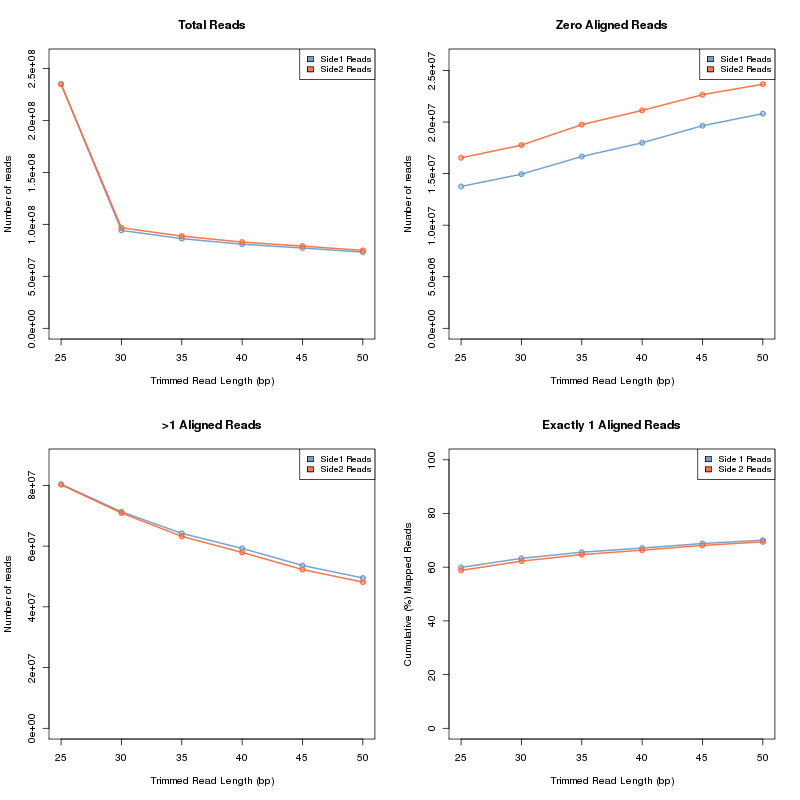 Total Reads
Side1 Reads
Side2 Reads
Number of reads
0.0e+00 5.0e+07 1.0e+08 1.5e+08 2.0e+08 2.5e+08
25 30 35 40 45 50
Trimmed Read Length (bp)
Zero Aligned Reads
Side1 Reads
Side2 Reads
Number of reads
0.0e+00 5.0e+06 1.0e+07 1.5e+07 2.0e+07 2.5e+07
25 30 35 40 45 50
Trimmed Read Length (bp)
>1 Aligned Reads
Side1 Reads
Side2 Reads
Number of reads
0e+00 2e+07 4e+07 6e+07 8e+07
25 30 35 40 45 50
Trimmed Read Length (bp)
Exactly 1 Aligned Reads
Side 1 Reads
Side 2 Reads
Cumulative (%) Mapped Reads
0 20 40 60 80 100
25 30 35 40 45 50
Trimmed Read Length (bp)